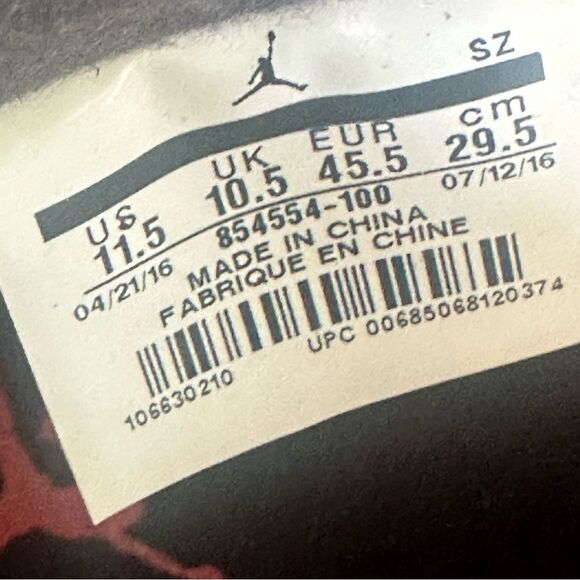 SZ
US UK EUR cm
11.5 10.5 45.5 29.5
04/21/16 854554-100 07/12/16
MADE IN CHINA
FABRIQUE EN CHINE
106630210 UPC 00685068120374